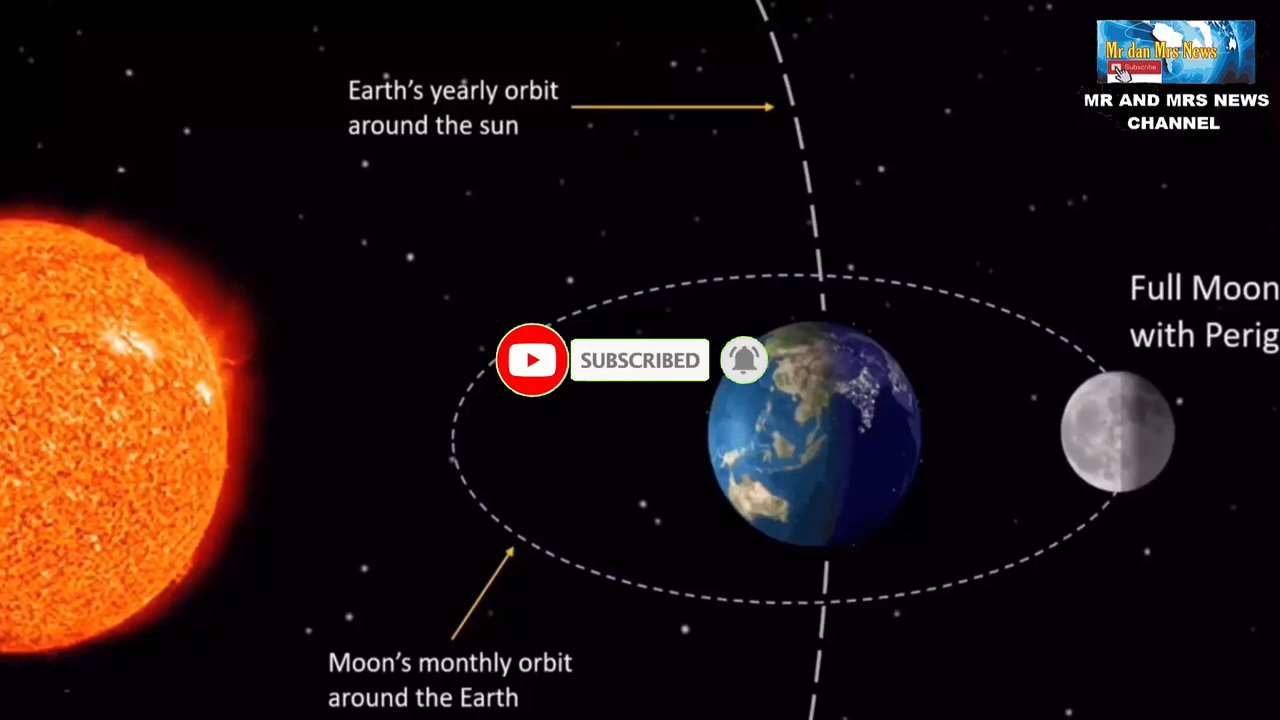 Earth's yearly orbit
around the sun
Mr dan Mrs News
Subscribe
MR AND MRS NEWS
CHANNEL
Full Moon
with Perig
SUBSCRIBED
Moon's monthly orbit
around the Earth